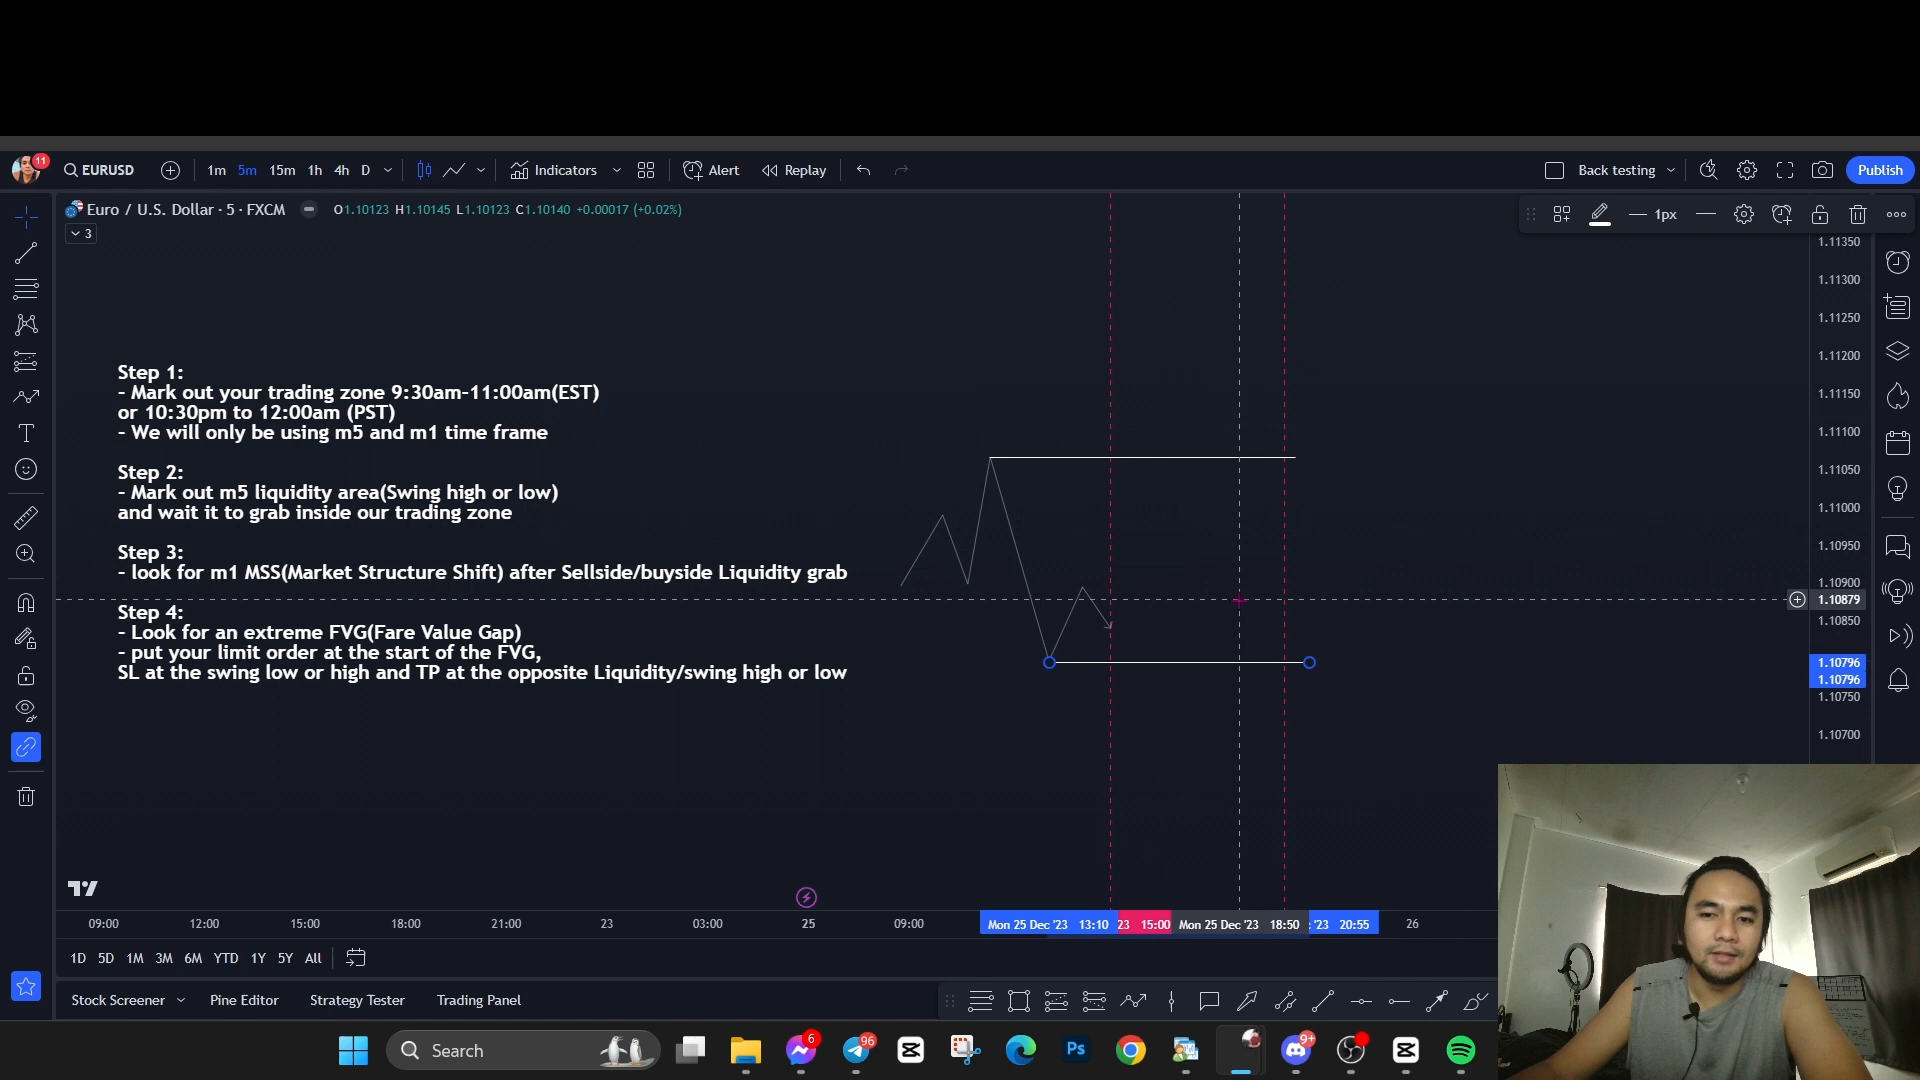 11
EURUSD
1m 5m 15m 1h 4h D
Indicators
Alert
Replay
Back testing
Publish
Euro / U.S. Dollar · 5 · FXCM
O1.10123 H1.10145 L1.10123 C1.10140 +0.00017 (+0.02%)
1px
3
1.11350
1.11300
1.11250
1.11200
1.11150
1.11100
1.11050
1.11000
1.10950
1.10900
1.10879
1.10850
1.10796
1.10796
1.10750
1.10700
Step 1:
- Mark out your trading zone 9:30am-11:00am(EST)
or 10:30pm to 12:00am (PST)
- We will only be using m5 and m1 time frame
Step 2:
- Mark out m5 liquidity area(Swing high or low)
and wait it to grab inside our trading zone
Step 3:
- look for m1 MSS(Market Structure Shift) after Sellside/buyside Liquidity grab
Step 4:
- Look for an extreme FVG(Fare Value Gap)
- put your limit order at the start of the FVG,
SL at the swing low or high and TP at the opposite Liquidity/swing high or low
09:00 12:00 15:00 18:00 21:00 23 03:00 25 09:00 Mon 25 Dec '23 13:10 23 15:00 Mon 25 Dec '23 18:50 '23 20:55 26
1D 5D 1M 3M 6M YTD 1Y 5Y All
Stock Screener Pine Editor Strategy Tester Trading Panel
Search
6
96
Ps
9+